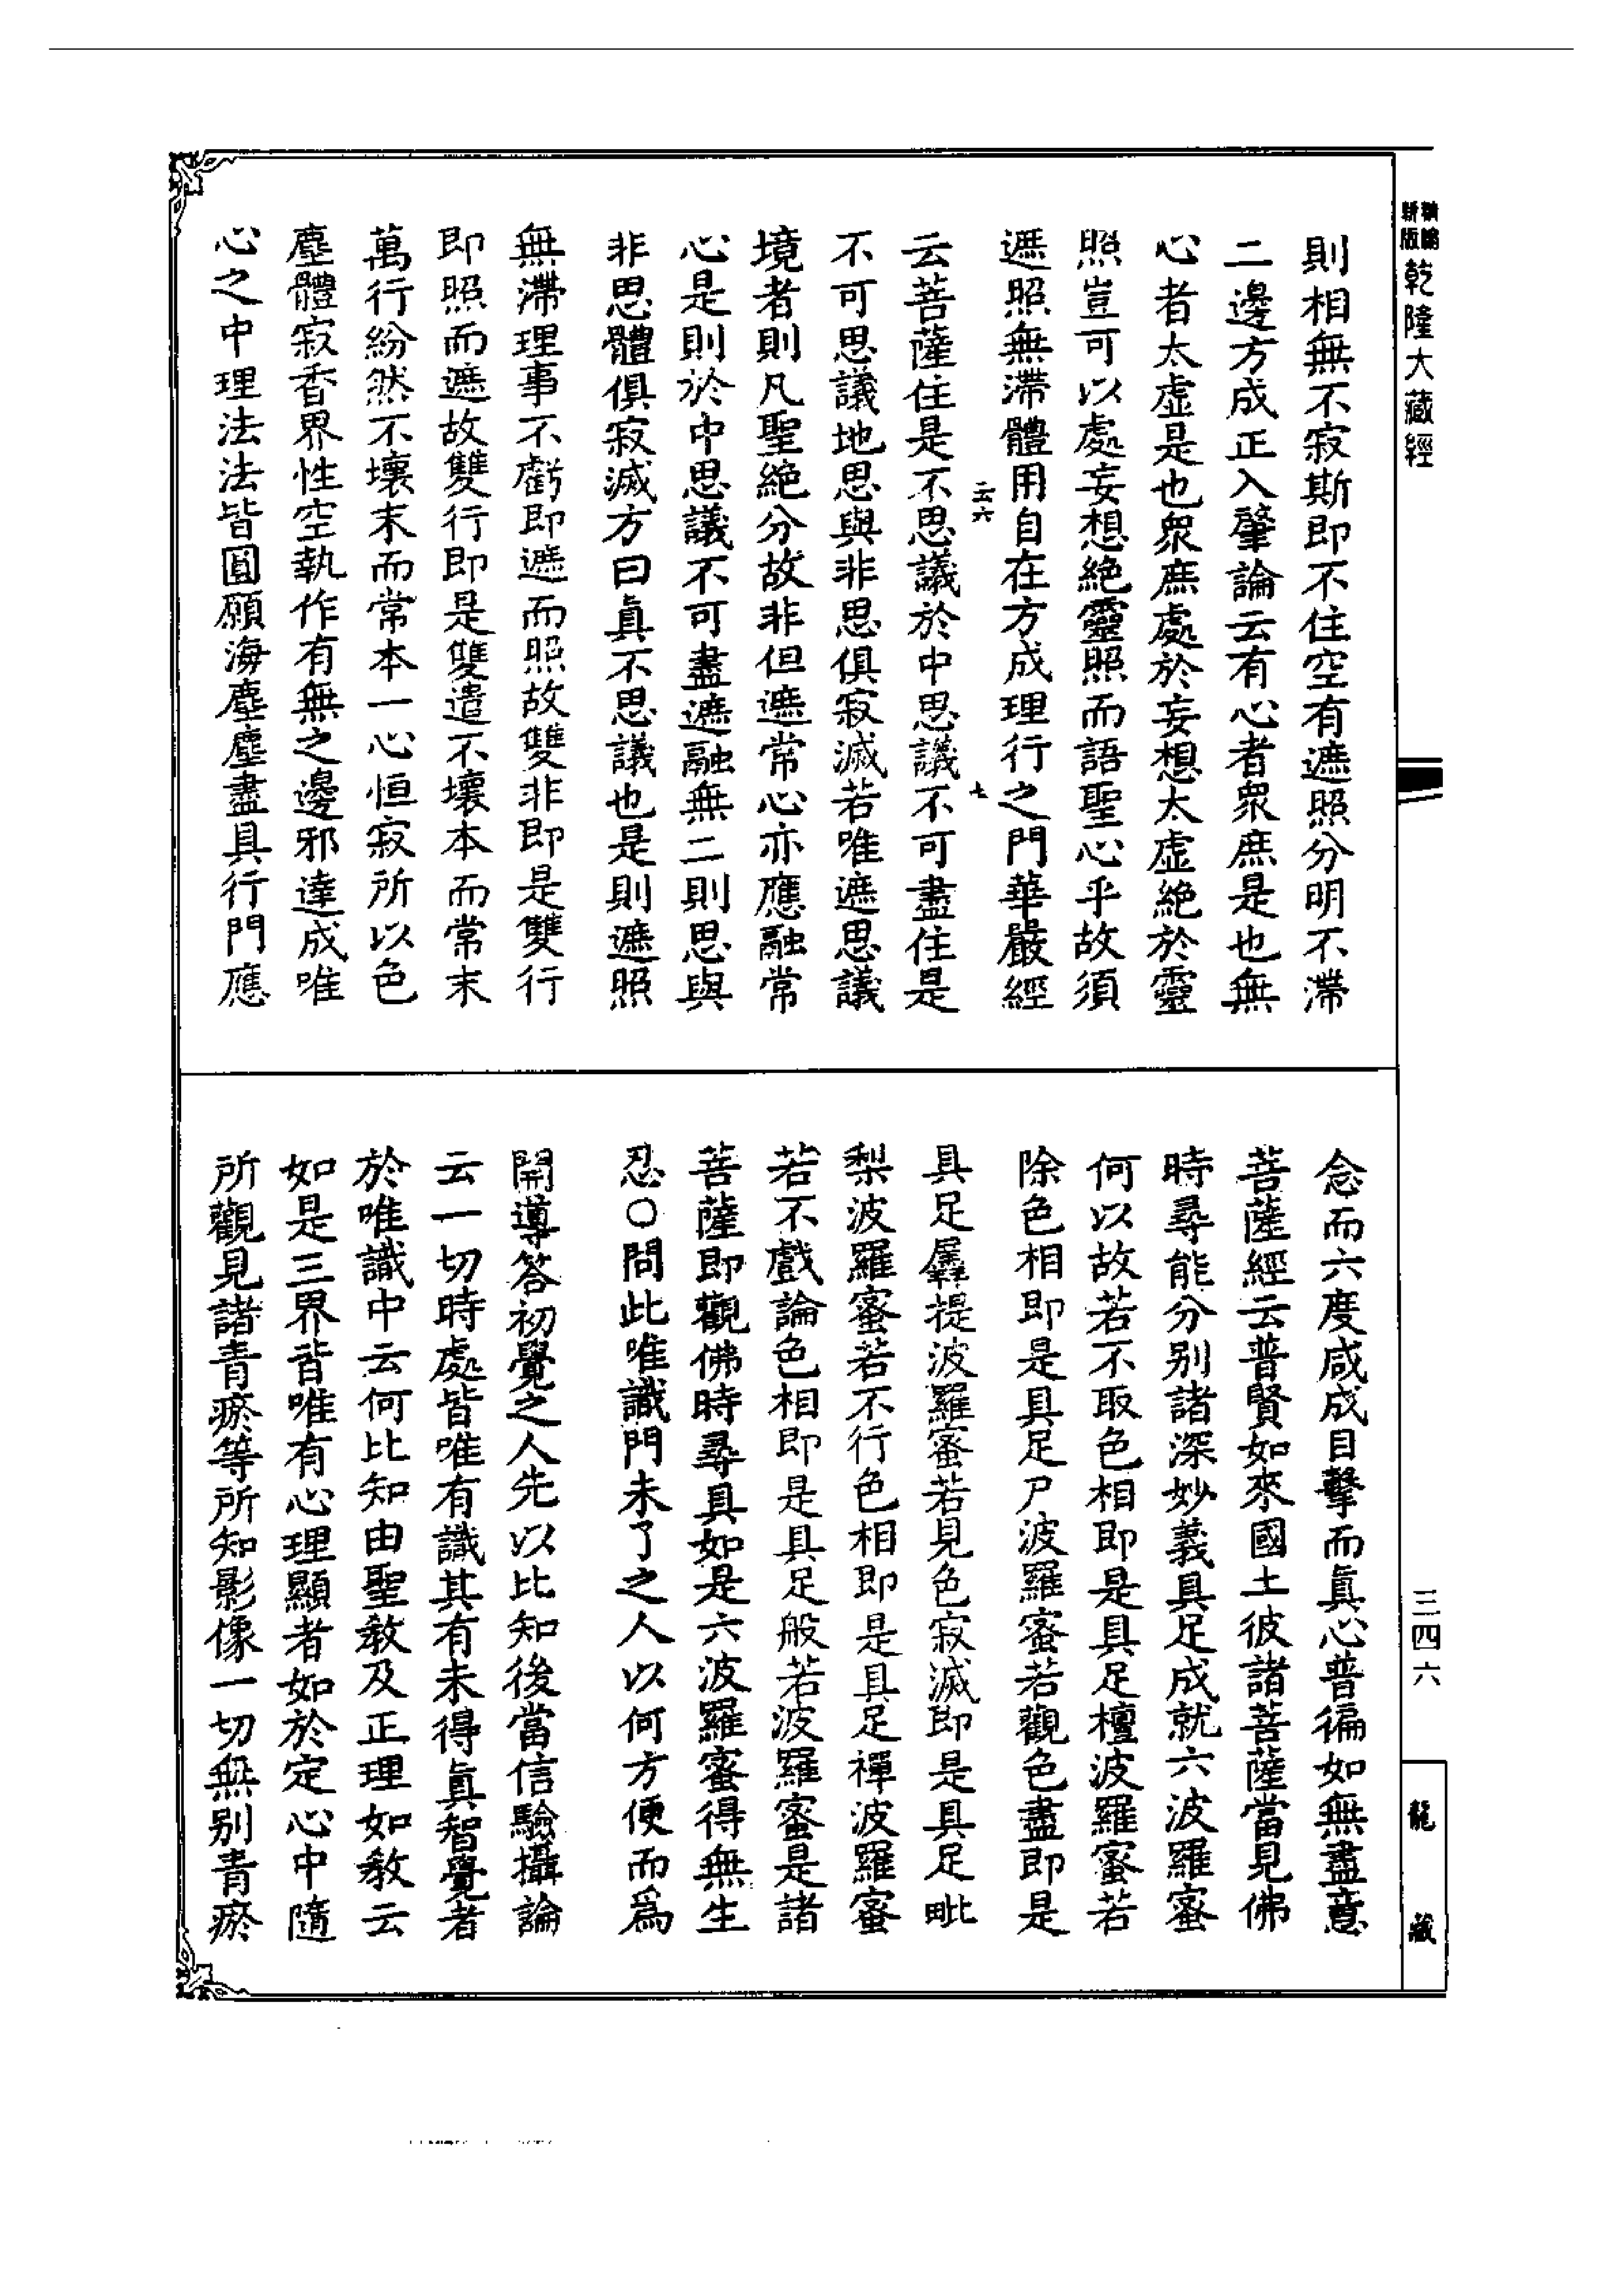 新編
新版
乾隆大藏經
則相無不寂斯即不住空有遮照分明不滯
二邊方成正入肇論云有心者衆庶是也無
心者太虛是也衆庶處於妄想太虛絶於靈
照豈可以處妄想絶靈照而語聖心乎故須
遮照無滯體用自在方成理行之門華嚴經
云六
七
云菩薩住是不思議於中思議不可盡住是
不可思議地思與非思俱寂滅若唯遮思議
境者則凡聖絶分故非但遮常心亦應融常
心是則於中思議不可盡遮融無二則思與
非思體俱寂滅方曰眞不思議也是則遮照
無滯理事不虧即遮而照故雙非即是雙行
即照而遮故雙行即是雙遣不壞本而常末
萬行紛然不壞末而常本一心恒寂所以色
塵體寂香界性空執作有無之邊邪達成唯
心之中理法法皆圓願海塵塵盡具行門應
念而六度咸成目擊而眞心普徧如無盡意
菩薩經云普賢如來國土彼諸菩薩當見佛
時尋能分別諸深妙義具足成就六波羅蜜
何以故若不取色相即是具足檀波羅蜜若
除色相即是具足尸波羅蜜若觀色盡即是
具足羼提波羅蜜若見色寂滅即是具足毗
梨波羅蜜若不行色相即是具足禪波羅蜜
若不戲論色相即是具足般若波羅蜜是諸
菩薩即觀佛時尋具如是六波羅蜜得無生
忍○問此唯識門未了之人以何方便而爲
開導答初覺之人先以比知後當信驗攝論
云一切時處皆唯有識其有未得眞智覺者
於唯識中云何比知由聖教及正理如教云
如是三界皆唯有心理顯者如於定心中隨
所觀見諸青瘀等所知影像一切無別青瘀
三四六
龍藏